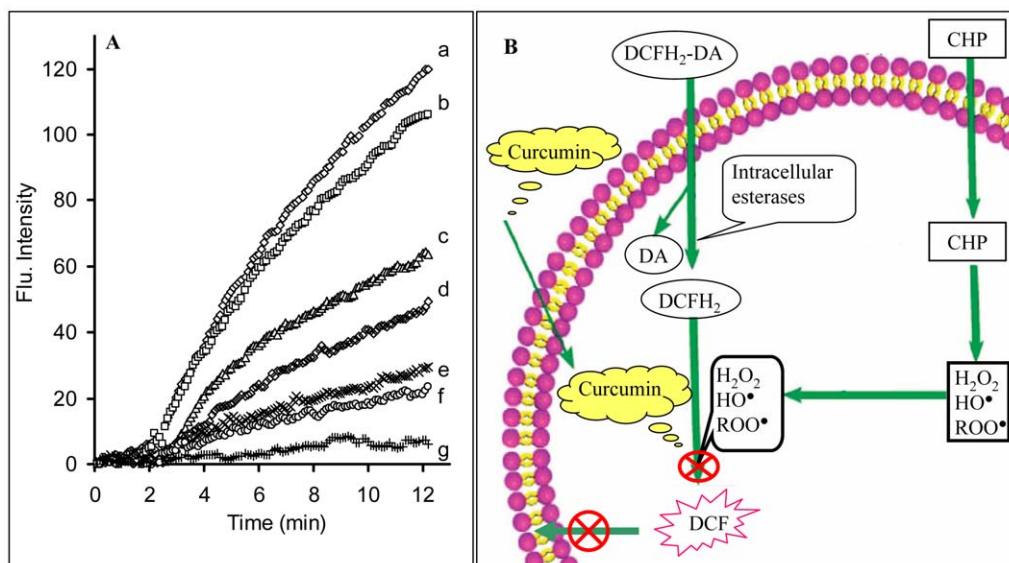 A
120
100
80
60
40
20
0
Flu. Intensity
a
b
c
d
e
f
g
0 2 4 6 8 10 12
Time (min)
B
DCFH₂-DA
CHP
Curcumin
Intracellular
esterases
DA
CHP
DCFH₂
Curcumin
H₂O₂
HO•
ROO•
H₂O₂
HO•
ROO•
DCF